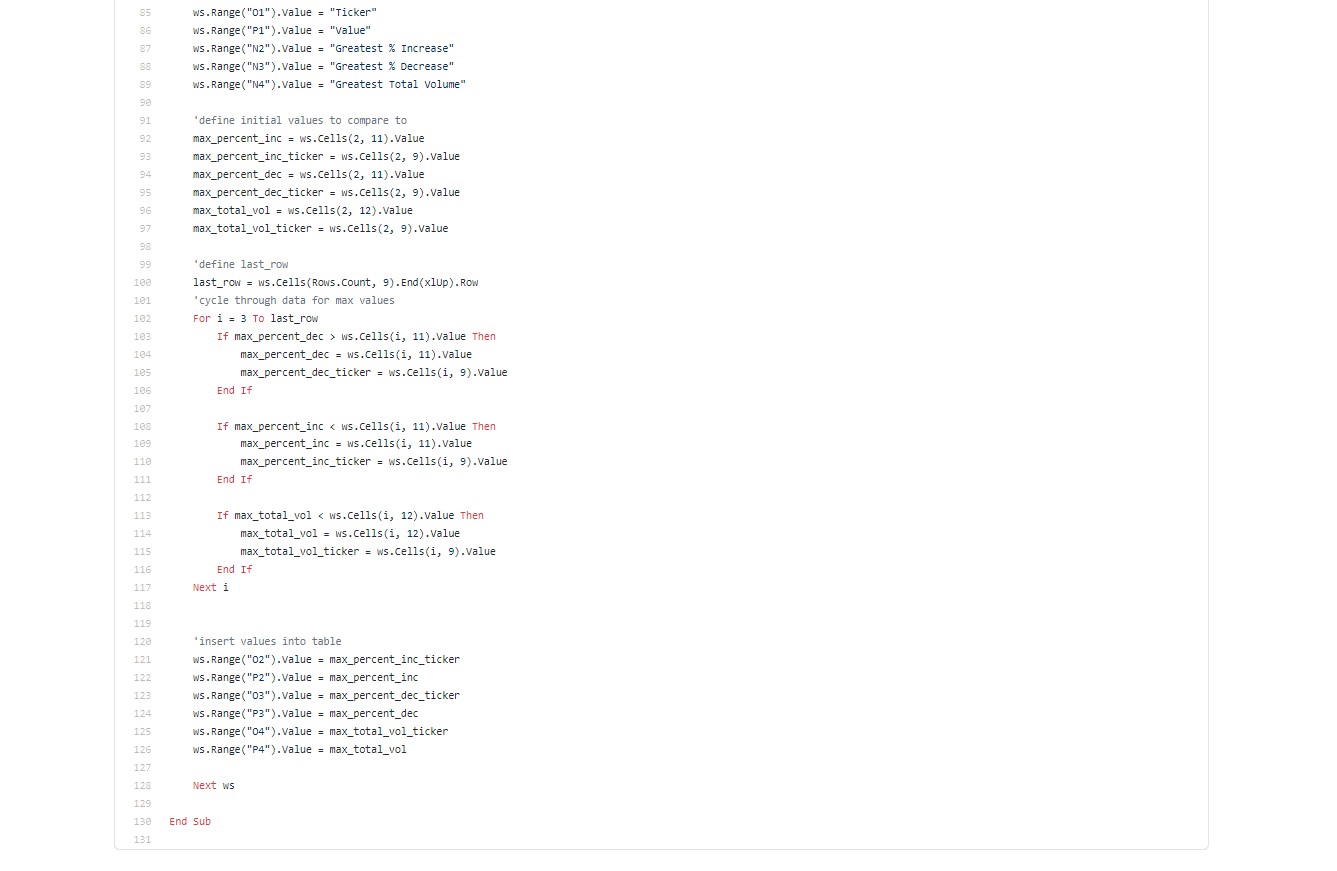 85 ws.Range("O1").Value = "Ticker"
86 ws.Range("P1").Value = "Value"
87 ws.Range("N2").Value = "Greatest % Increase"
88 ws.Range("N3").Value = "Greatest % Decrease"
89 ws.Range("N4").Value = "Greatest Total Volume"
90
91 'define initial values to compare to
92 max_percent_inc = ws.Cells(2, 11).Value
93 max_percent_inc_ticker = ws.Cells(2, 9).Value
94 max_percent_dec = ws.Cells(2, 11).Value
95 max_percent_dec_ticker = ws.Cells(2, 9).Value
96 max_total_vol = ws.Cells(2, 12).Value
97 max_total_vol_ticker = ws.Cells(2, 9).Value
98
99 'define last_row
100 last_row = ws.Cells(Rows.Count, 9).End(xlUp).Row
101 'cycle through data for max values
102 For i = 3 To last_row
103 If max_percent_dec > ws.Cells(i, 11).Value Then
104 max_percent_dec = ws.Cells(i, 11).Value
105 max_percent_dec_ticker = ws.Cells(i, 9).Value
106 End If
107
108 If max_percent_inc < ws.Cells(i, 11).Value Then
109 max_percent_inc = ws.Cells(i, 11).Value
110 max_percent_inc_ticker = ws.Cells(i, 9).Value
111 End If
112
113 If max_total_vol < ws.Cells(i, 12).Value Then
114 max_total_vol = ws.Cells(i, 12).Value
115 max_total_vol_ticker = ws.Cells(i, 9).Value
116 End If
117 Next i
118
119
120 'insert values into table
121 ws.Range("O2").Value = max_percent_inc_ticker
122 ws.Range("P2").Value = max_percent_inc
123 ws.Range("O3").Value = max_percent_dec_ticker
124 ws.Range("P3").Value = max_percent_dec
125 ws.Range("O4").Value = max_total_vol_ticker
126 ws.Range("P4").Value = max_total_vol
127
128 Next ws
129
130 End Sub
131